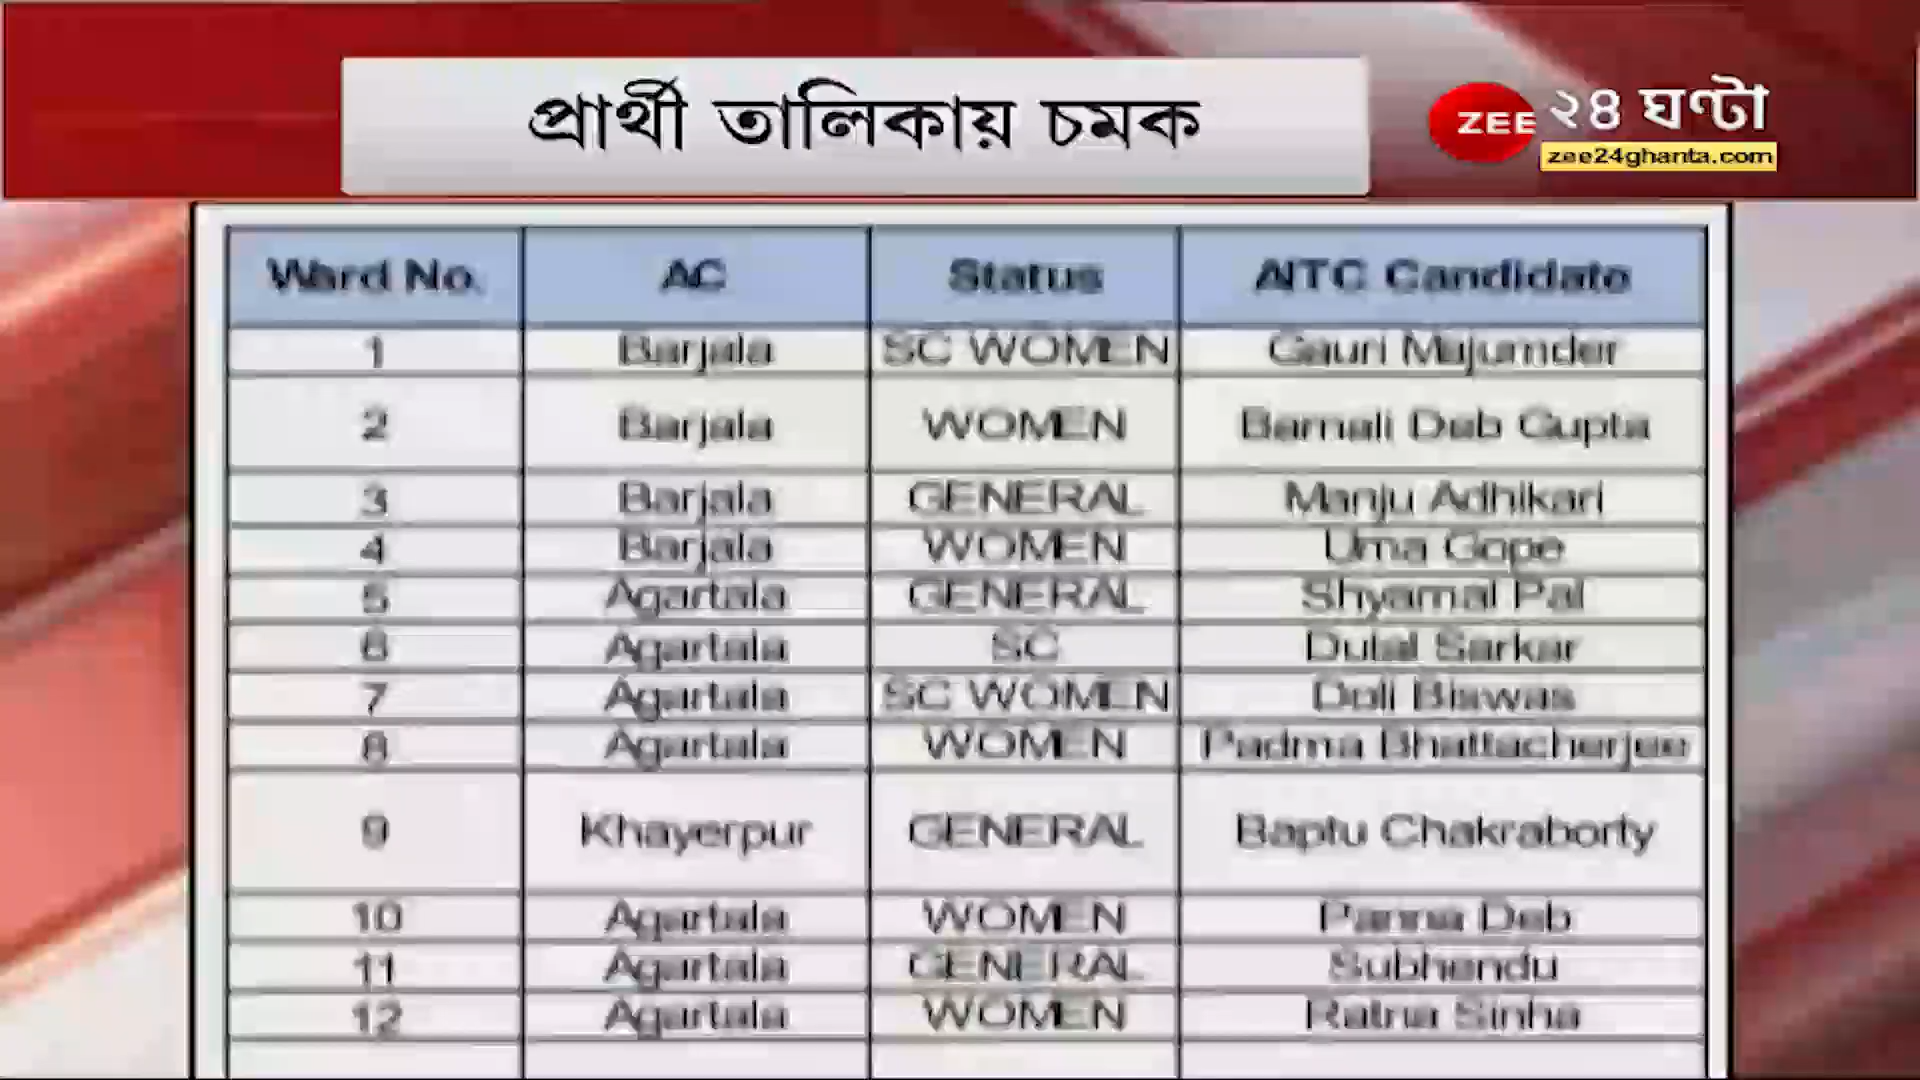 প্রার্থী তালিকায় চমক
ZEE ২৪ ঘণ্টা
zee24ghanta.com
Ward No. AC Status AITC Candidate
1 Barjala SC WOMEN Gauri Majumder
2 Barjala WOMEN Barnali Deb Gupta
3 Barjala GENERAL Manju Adhikari
4 Barjala WOMEN Uma Gope
5 Agartala GENERAL Shyamal Pal
6 Agartala SC Dulal Sarkar
7 Agartala SC WOMEN Doli Biswas
8 Agartala WOMEN Padma Bhattacherjee
9 Khayerpur GENERAL Baptu Chakraborty
10 Agartala WOMEN Panna Deb
11 Agartala GENERAL Subhendu
12 Agartala WOMEN Ratna Sinha